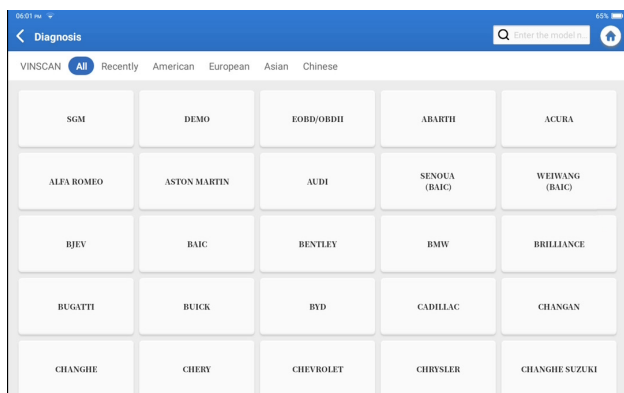 06:01 PM 65%
Diagnosis Enter the model n...
VINSCAN All Recently American European Asian Chinese
SGM DEMO EOBD/OBDII ABARTH ACURA
ALFA ROMEO ASTON MARTIN AUDI SENOUA (BAIC) WEIWANG (BAIC)
BJEV BAIC BENTLEY BMW BRILLIANCE
BUGATTI BUICK BYD CADILLAC CHANGAN
CHANGHE CHERY CHEVROLET CHRYSLER CHANGHE SUZUKI